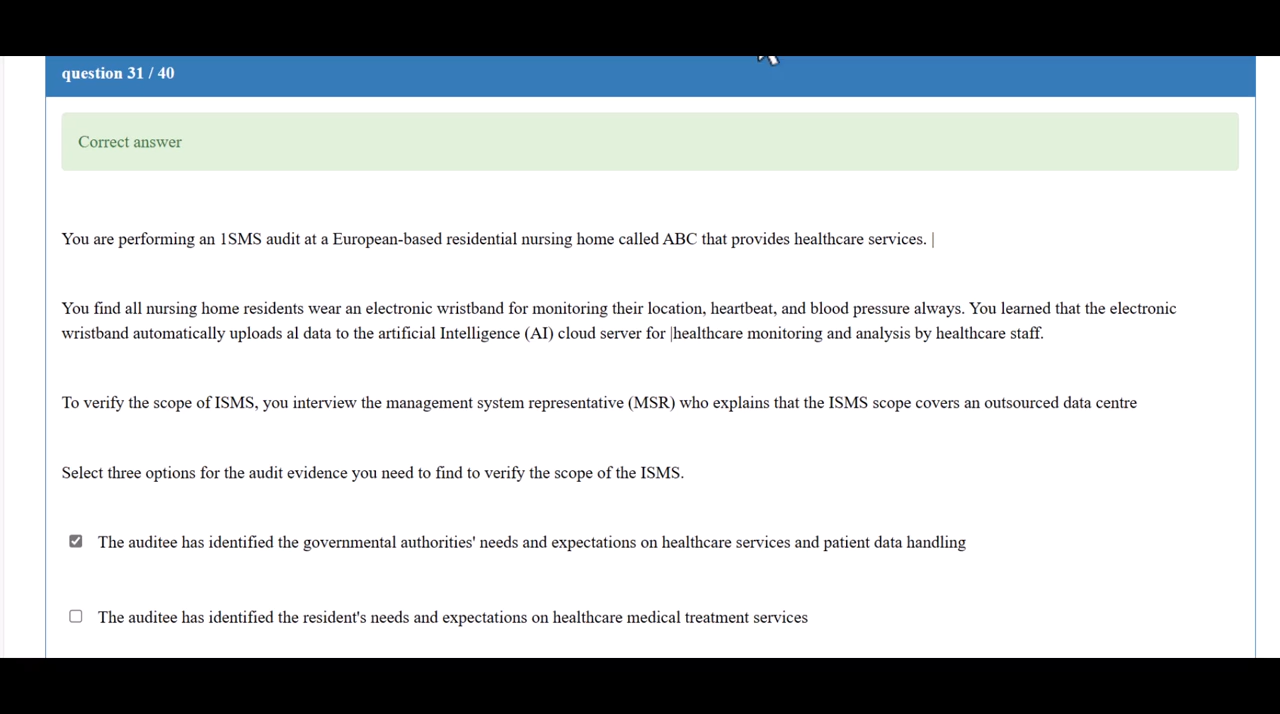 question 31 / 40
Correct answer
You are performing an 1SMS audit at a European-based residential nursing home called ABC that provides healthcare services. |
You find all nursing home residents wear an electronic wristband for monitoring their location, heartbeat, and blood pressure always. You learned that the electronic
wristband automatically uploads al data to the artificial Intelligence (AI) cloud server for |healthcare monitoring and analysis by healthcare staff.
To verify the scope of ISMS, you interview the management system representative (MSR) who explains that the ISMS scope covers an outsourced data centre
Select three options for the audit evidence you need to find to verify the scope of the ISMS.
The auditee has identified the governmental authorities' needs and expectations on healthcare services and patient data handling
The auditee has identified the resident's needs and expectations on healthcare medical treatment services